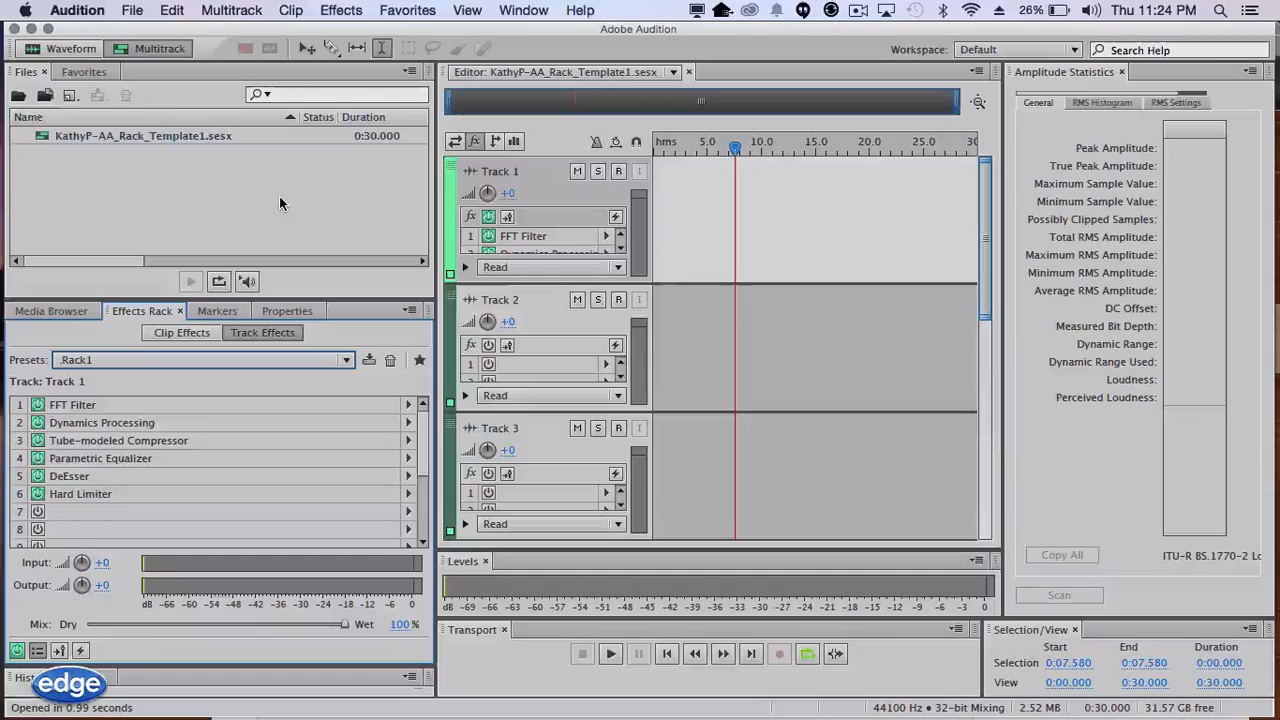 Audition File Edit Multitrack Clip Effects Favorites View Window Help 26% Thu 11:24 PM
Adobe Audition
Waveform Multitrack Workspace: Default Search Help
Files Favorites Editor: KathyP-AA_Rack_Template1.sesx Amplitude Statistics
General RMS Histogram RMS Settings
Name Status Duration
KathyP-AA_Rack_Template1.sesx 0:30.000
hms 5.0 10.0 15.0 20.0 25.0 30
Peak Amplitude:
True Peak Amplitude:
Maximum Sample Value:
Minimum Sample Value:
Possibly Clipped Samples:
Total RMS Amplitude:
Maximum RMS Amplitude:
Minimum RMS Amplitude:
Average RMS Amplitude:
DC Offset:
Measured Bit Depth:
Dynamic Range:
Dynamic Range Used:
Loudness:
Perceived Loudness:
Track 1 M S R I
+0
fx
1 FFT Filter
Read
Track 2 M S R I
+0
fx
1
Read
Track 3 M S R I
+0
fx
1
Read
Media Browser Effects Rack Markers Properties
Clip Effects Track Effects
Presets: .Rack1
Track: Track 1
1 FFT Filter
2 Dynamics Processing
3 Tube-modeled Compressor
4 Parametric Equalizer
5 DeEsser
6 Hard Limiter
7
8
Input: +0
Output: +0
dB -66 -60 -54 -48 -42 -36 -30 -24 -18 -12 0
Mix: Dry Wet 100 %
Copy All ITU-R BS.1770-2 Lo
Scan
Levels
dB -69 -66 -63 -60 -57 -54 -51 -48 -45 -42 -39 -36 -33 -30 -27 -24 -21 -18 -15 -12 -9 -6 -3 0
Transport
Selection/View
Start End Duration
Selection 0:07.580 0:07.580 0:00.000
View 0:00.000 0:30.000 0:30.000
edge
Opened in 0.99 seconds 44100 Hz • 32-bit Mixing 2.52 MB 0:30.000 31.57 GB free